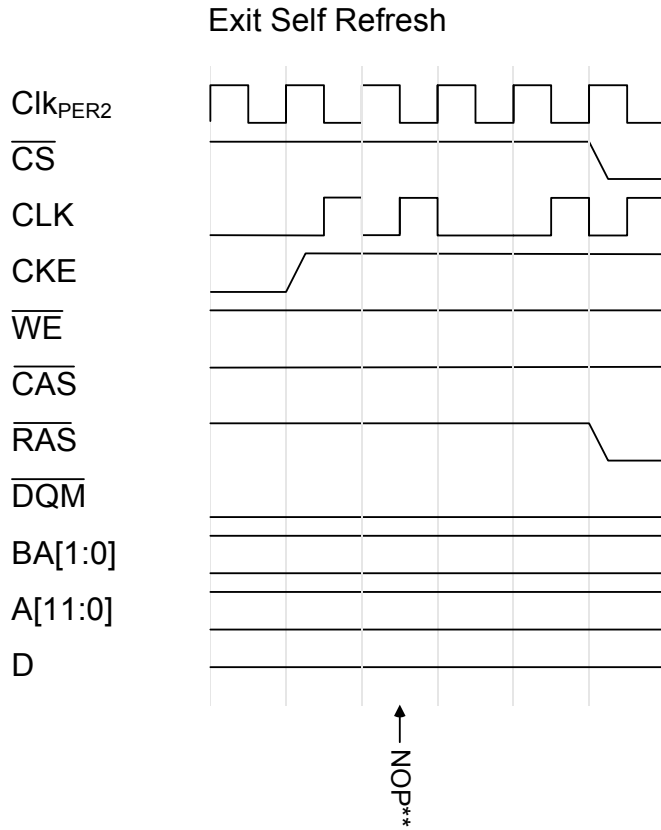 Exit Self Refresh
ClkPER2
CS
CLK
CKE
WE
CAS
RAS
DQM
BA[1:0]
A[11:0]
D
NOP**